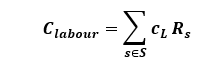 C_labour = ∑_{s∈S} c_L R_s